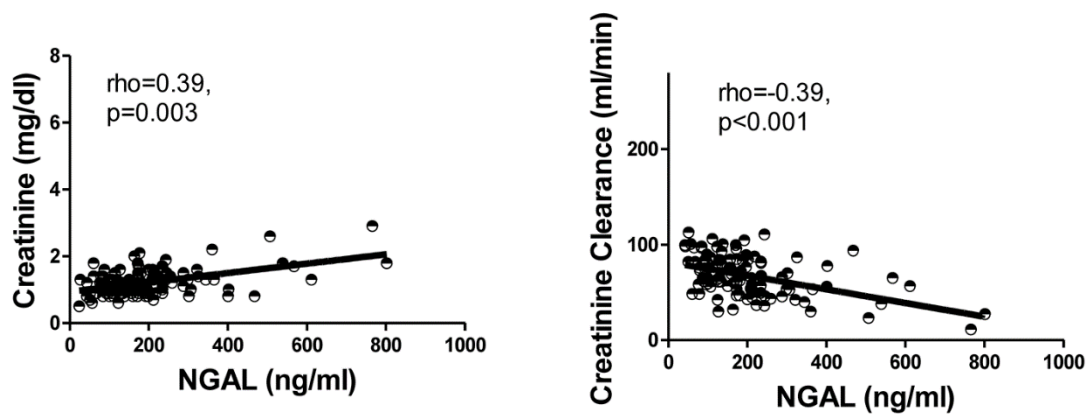 8
6
4
2
0
Creatinine (mg/dl)
rho=0.39,
p=0.003
0 200 400 600 800 1000
NGAL (ng/ml)
200
100
0
Creatinine Clearance (ml/min)
rho=-0.39,
p<0.001
0 200 400 600 800 1000
NGAL (ng/ml)